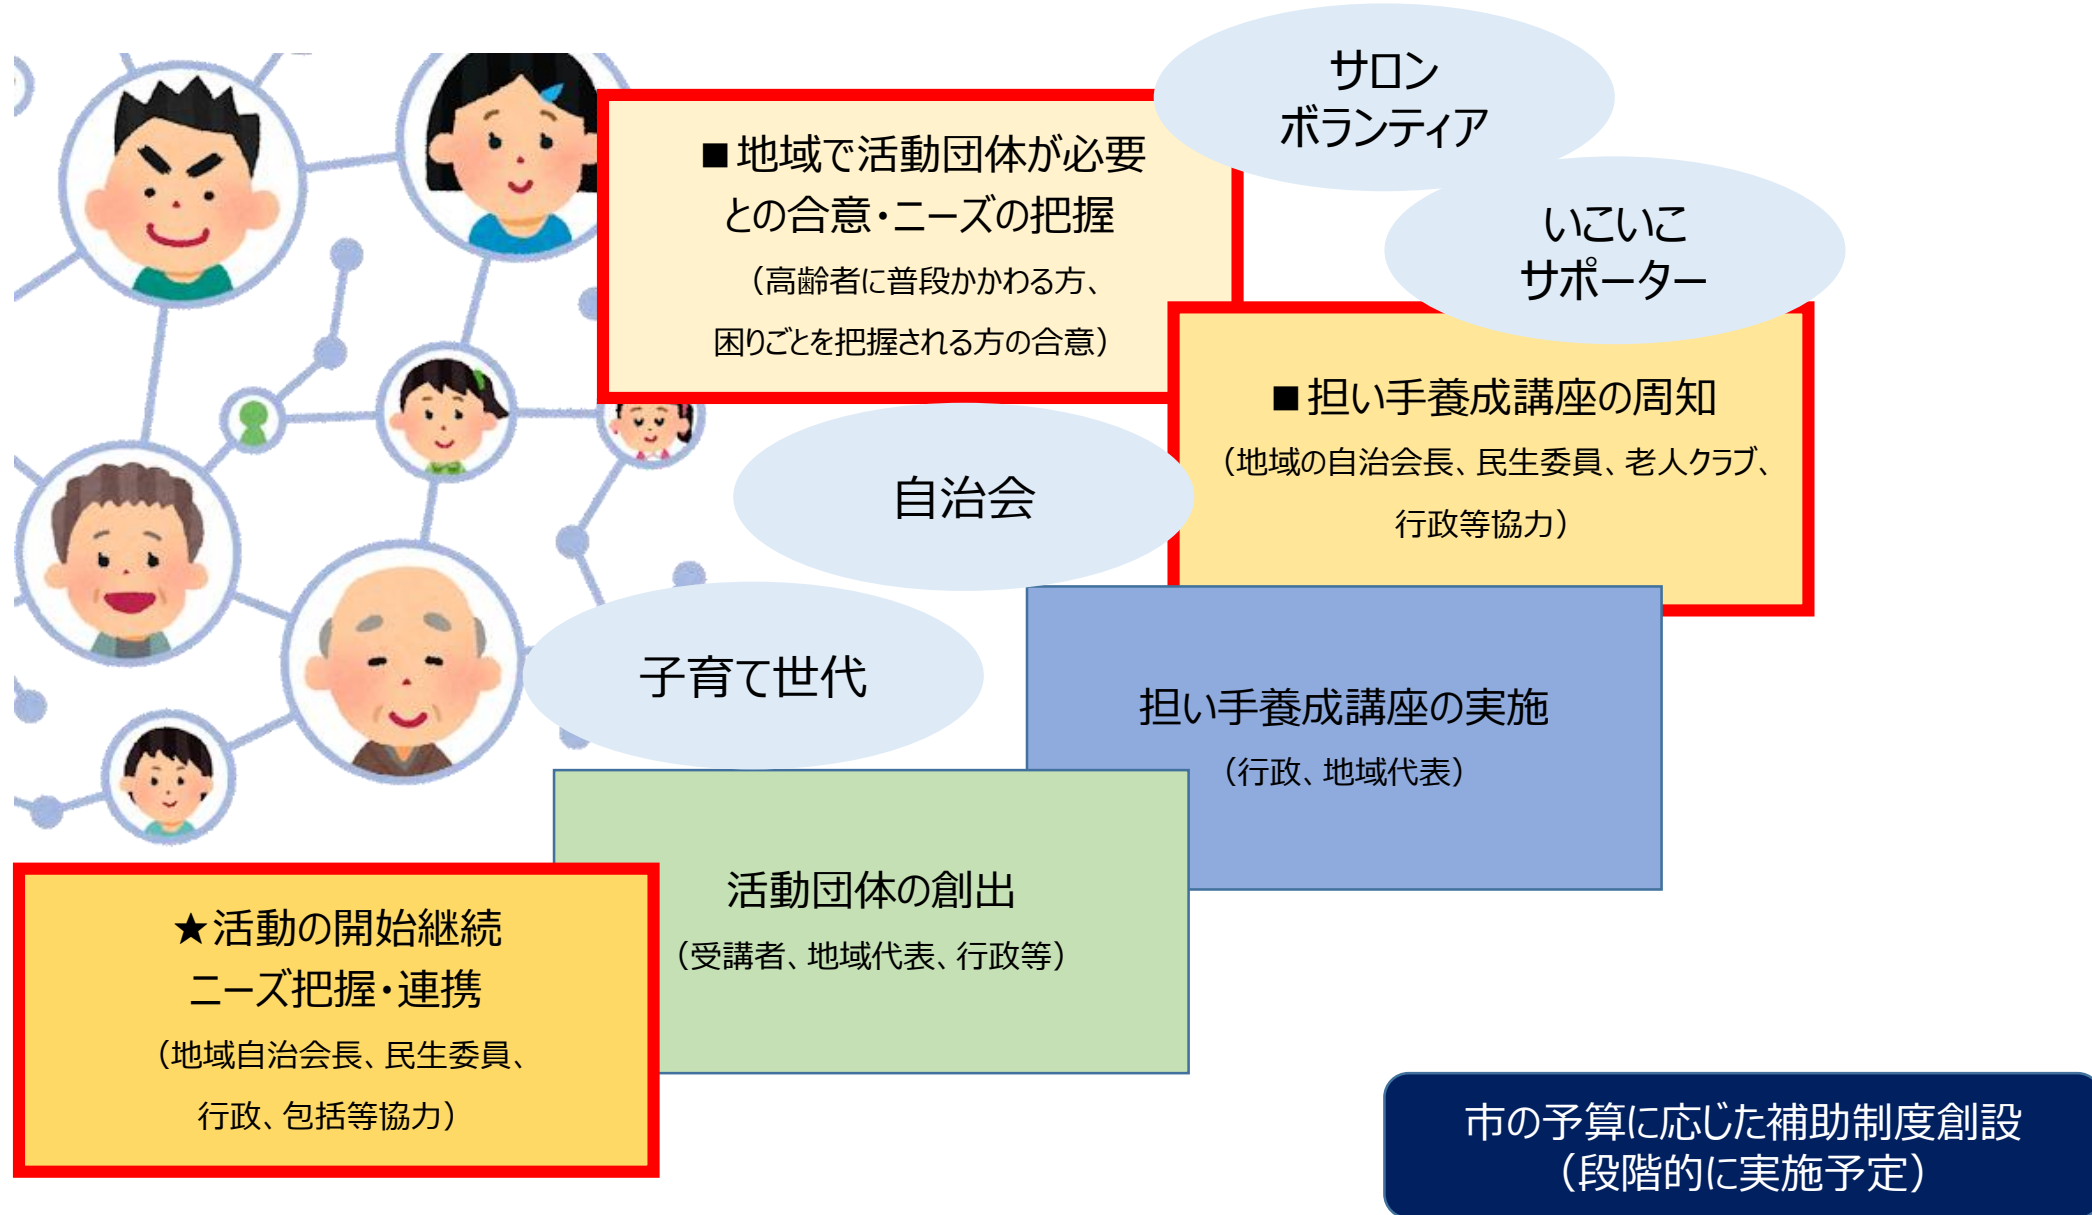 サロン
ボランティア
いこいこ
サポーター
■地域で活動団体が必要
との合意・ニーズの把握
（高齢者に普段かかわる方、
困りごとを把握される方の合意）
■担い手養成講座の周知
（地域の自治会長、民生委員、老人クラブ、
行政等協力）
自治会
子育て世代
担い手養成講座の実施
（行政、地域代表）
活動団体の創出
（受講者、地域代表、行政等）
★活動の開始継続
ニーズ把握・連携
（地域自治会長、民生委員、
行政、包括等協力）
市の予算に応じた補助制度創設
（段階的に実施予定）